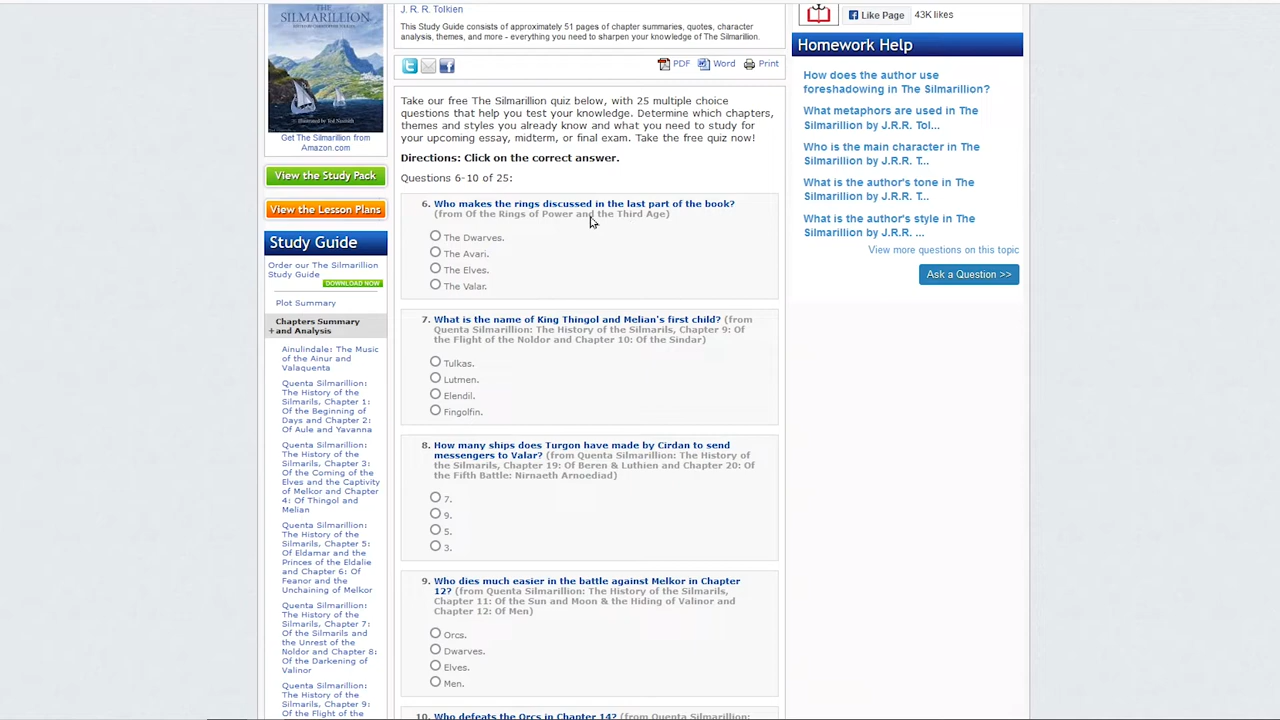 THE
SILMARILLION
Illustrated by Ted Nasmith
Get The Silmarillion from
Amazon.com
View the Study Pack
View the Lesson Plans
Study Guide
Order our The Silmarillion
Study Guide
DOWNLOAD NOW
Plot Summary
Chapters Summary
+and Analysis
Ainulindale: The Music
of the Ainur and
Valaquenta
Quenta Silmarillion:
The History of the
Silmarils, Chapter 1:
Of the Beginning of
Days and Chapter 2:
Of Aule and Yavanna
Quenta Silmarillion:
The History of the
Silmarils, Chapter 3:
Of the Coming of the
Elves and the Captivity
of Melkor and Chapter
4: Of Thingol and
Melian
Quenta Silmarillion:
The History of the
Silmarils, Chapter 5:
Of Eldamar and the
Princes of the Eldalie
and Chapter 6: Of
Feanor and the
Unchaining of Melkor
Quenta Silmarillion:
The History of the
Silmarils, Chapter 7:
Of the Silmarils and
the Unrest of the
Noldor and Chapter 8:
Of the Darkening of
Valinor
Quenta Silmarillion:
The History of the
Silmarils, Chapter 9:
Of the Flight of the
J. R. R. Tolkien
This Study Guide consists of approximately 51 pages of chapter summaries, quotes, character
analysis, themes, and more - everything you need to sharpen your knowledge of The Silmarillion.
PDF Word Print
Take our free The Silmarillion quiz below, with 25 multiple choice
questions that help you test your knowledge. Determine which chapters,
themes and styles you already know and what you need to study for
your upcoming essay, midterm, or final exam. Take the free quiz now!
Directions: Click on the correct answer.
Questions 6-10 of 25:
6. Who makes the rings discussed in the last part of the book?
(from Of the Rings of Power and the Third Age)
The Dwarves.
The Avari.
The Elves.
The Valar.
7. What is the name of King Thingol and Melian's first child? (from
Quenta Silmarillion: The History of the Silmarils, Chapter 9: Of
the Flight of the Noldor and Chapter 10: Of the Sindar)
Tulkas.
Lutmen.
Elendil.
Fingolfin.
8. How many ships does Turgon have made by Cirdan to send
messengers to Valar? (from Quenta Silmarillion: The History of
the Silmarils, Chapter 19: Of Beren & Luthien and Chapter 20: Of
the Fifth Battle: Nirnaeth Arnoediad)
7.
9.
5.
3.
9. Who dies much easier in the battle against Melkor in Chapter
12? (from Quenta Silmarillion: The History of the Silmarils,
Chapter 11: Of the Sun and Moon & the Hiding of Valinor and
Chapter 12: Of Men)
Orcs.
Dwarves.
Elves.
Men.
10. Who defeats the Orcs in Chapter 14? (from Quenta Silmarillion:
Like Page 43K likes
Homework Help
How does the author use
foreshadowing in The Silmarillion?
What metaphors are used in The
Silmarillion by J.R.R. Tol...
Who is the main character in The
Silmarillion by J.R.R. T...
What is the author's tone in The
Silmarillion by J.R.R. T...
What is the author's style in The
Silmarillion by J.R.R. ...
View more questions on this topic
Ask a Question >>